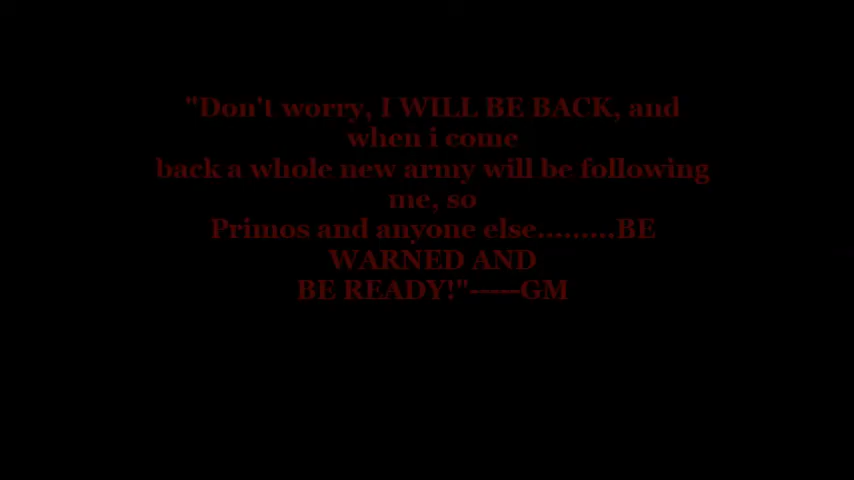 "Don't worry, I WILL BE BACK, and
when i come
back a whole new army will be following
me, so
Primos and anyone else.........BE
WARNED AND
BE READY!"-----GM